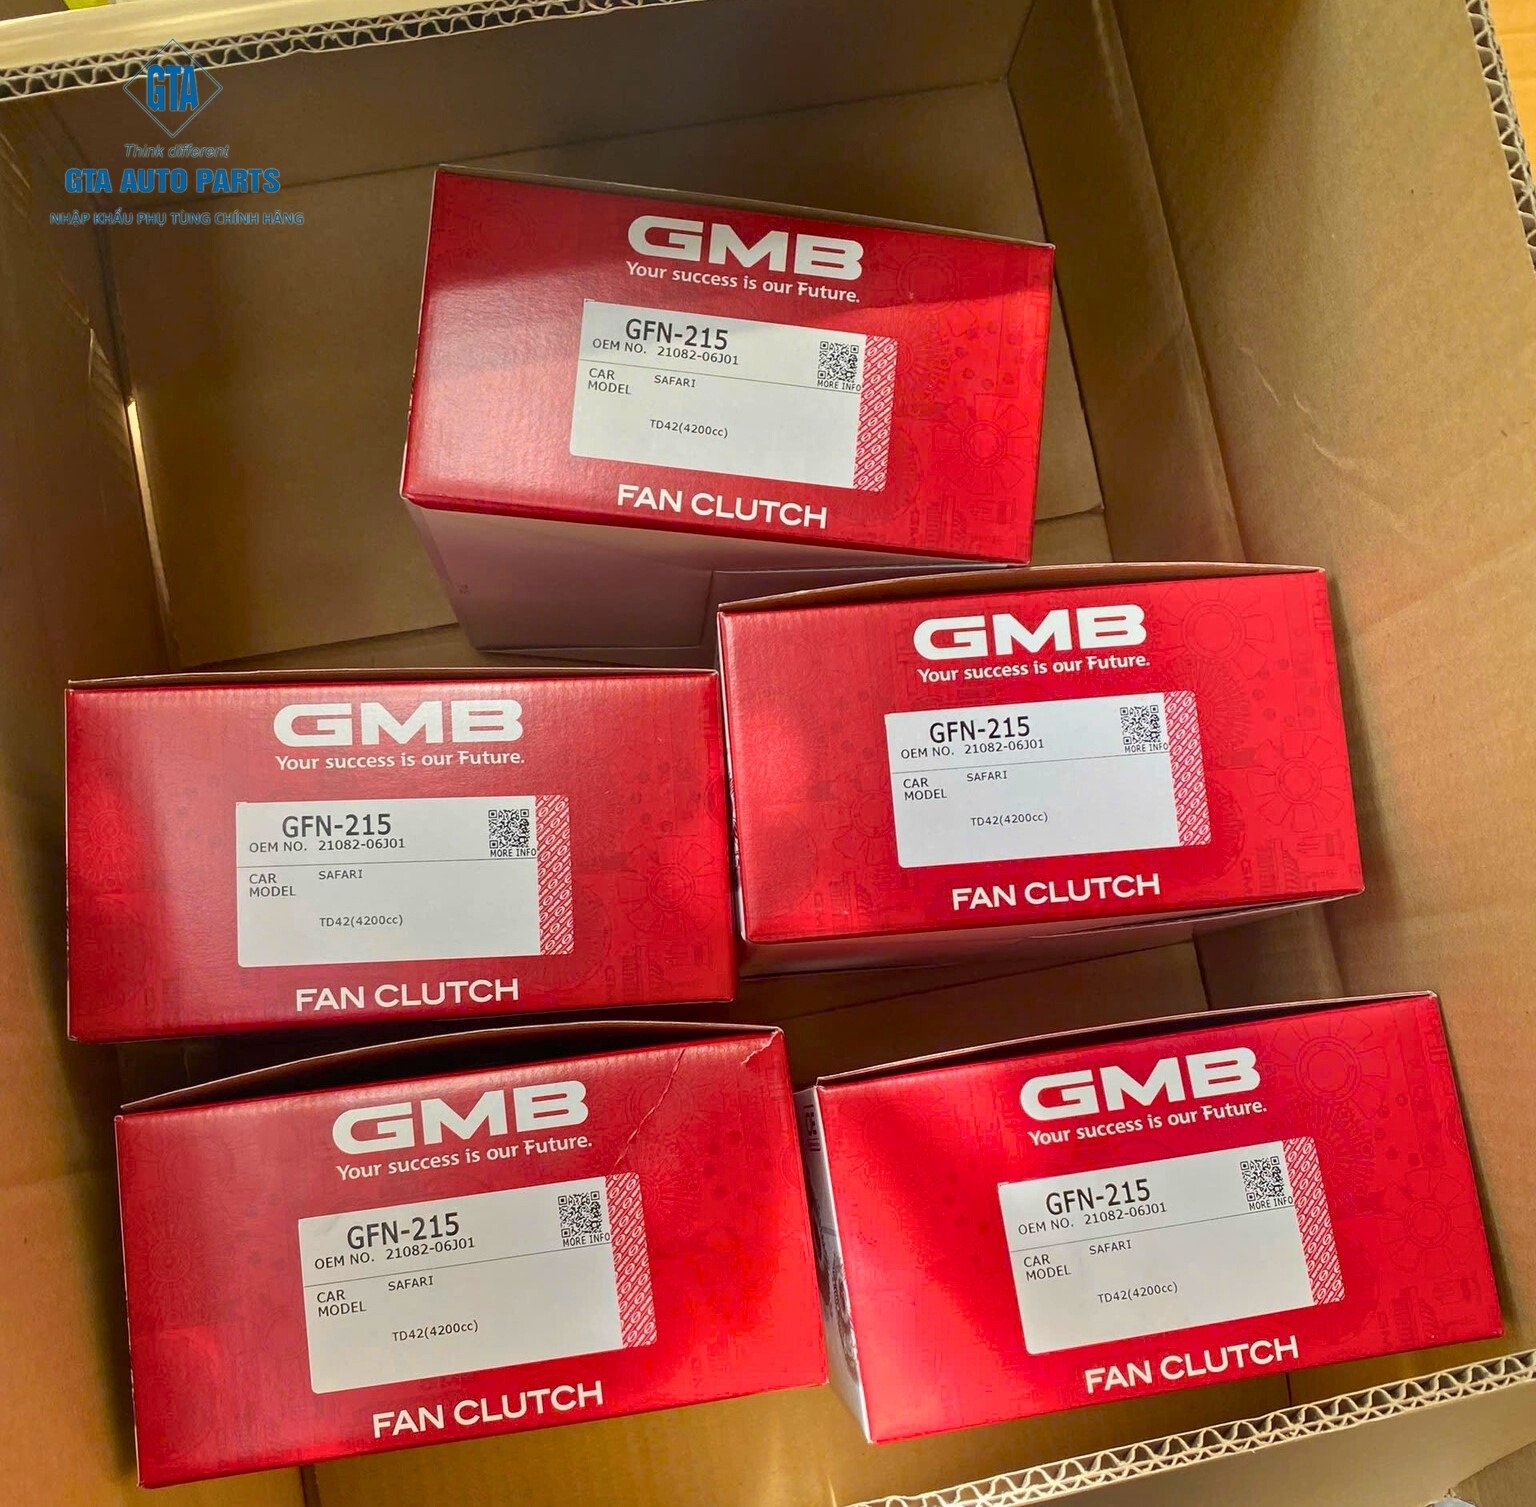 GTA
Think different
GTA AUTO PARTS
NHẬP KHẨU PHỤ TÙNG CHÍNH HÃNG
GMB
Your success is our Future.
GFN-215
OEM NO. 21082-06J01
MORE INFO
CAR MODEL SAFARI
TD42(4200cc)
FAN CLUTCH
GMB
Your success is our Future.
GFN-215
OEM NO. 21082-06J01
MORE INFO
CAR MODEL SAFARI
TD42(4200cc)
FAN CLUTCH
GMB
Your success is our Future.
GFN-215
OEM NO. 21082-06J01
MORE INFO
CAR MODEL SAFARI
TD42(4200cc)
FAN CLUTCH
GMB
Your success is our Future.
GFN-215
OEM NO. 21082-06J01
MORE INFO
CAR MODEL SAFARI
TD42(4200cc)
FAN CLUTCH
GMB
Your success is our Future.
GFN-215
OEM NO. 21082-06J01
MORE INFO
CAR MODEL SAFARI
TD42(4200cc)
FAN CLUTCH